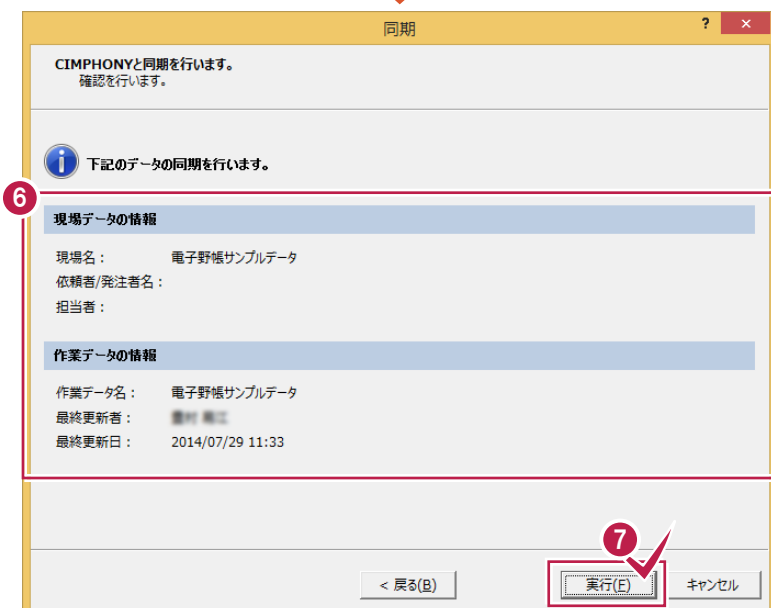 同期
? ×
CIMPHONYと同期を行います。
確認を行います。
下記のデータの同期を行います。
6
現場データの情報
現場名： 電子野帳サンプルデータ
依頼者/発注者名：
担当者：
作業データの情報
作業データ名： 電子野帳サンプルデータ
最終更新者：
最終更新日： 2014/07/29 11:33
7
< 戻る(B) 実行(F) キャンセル